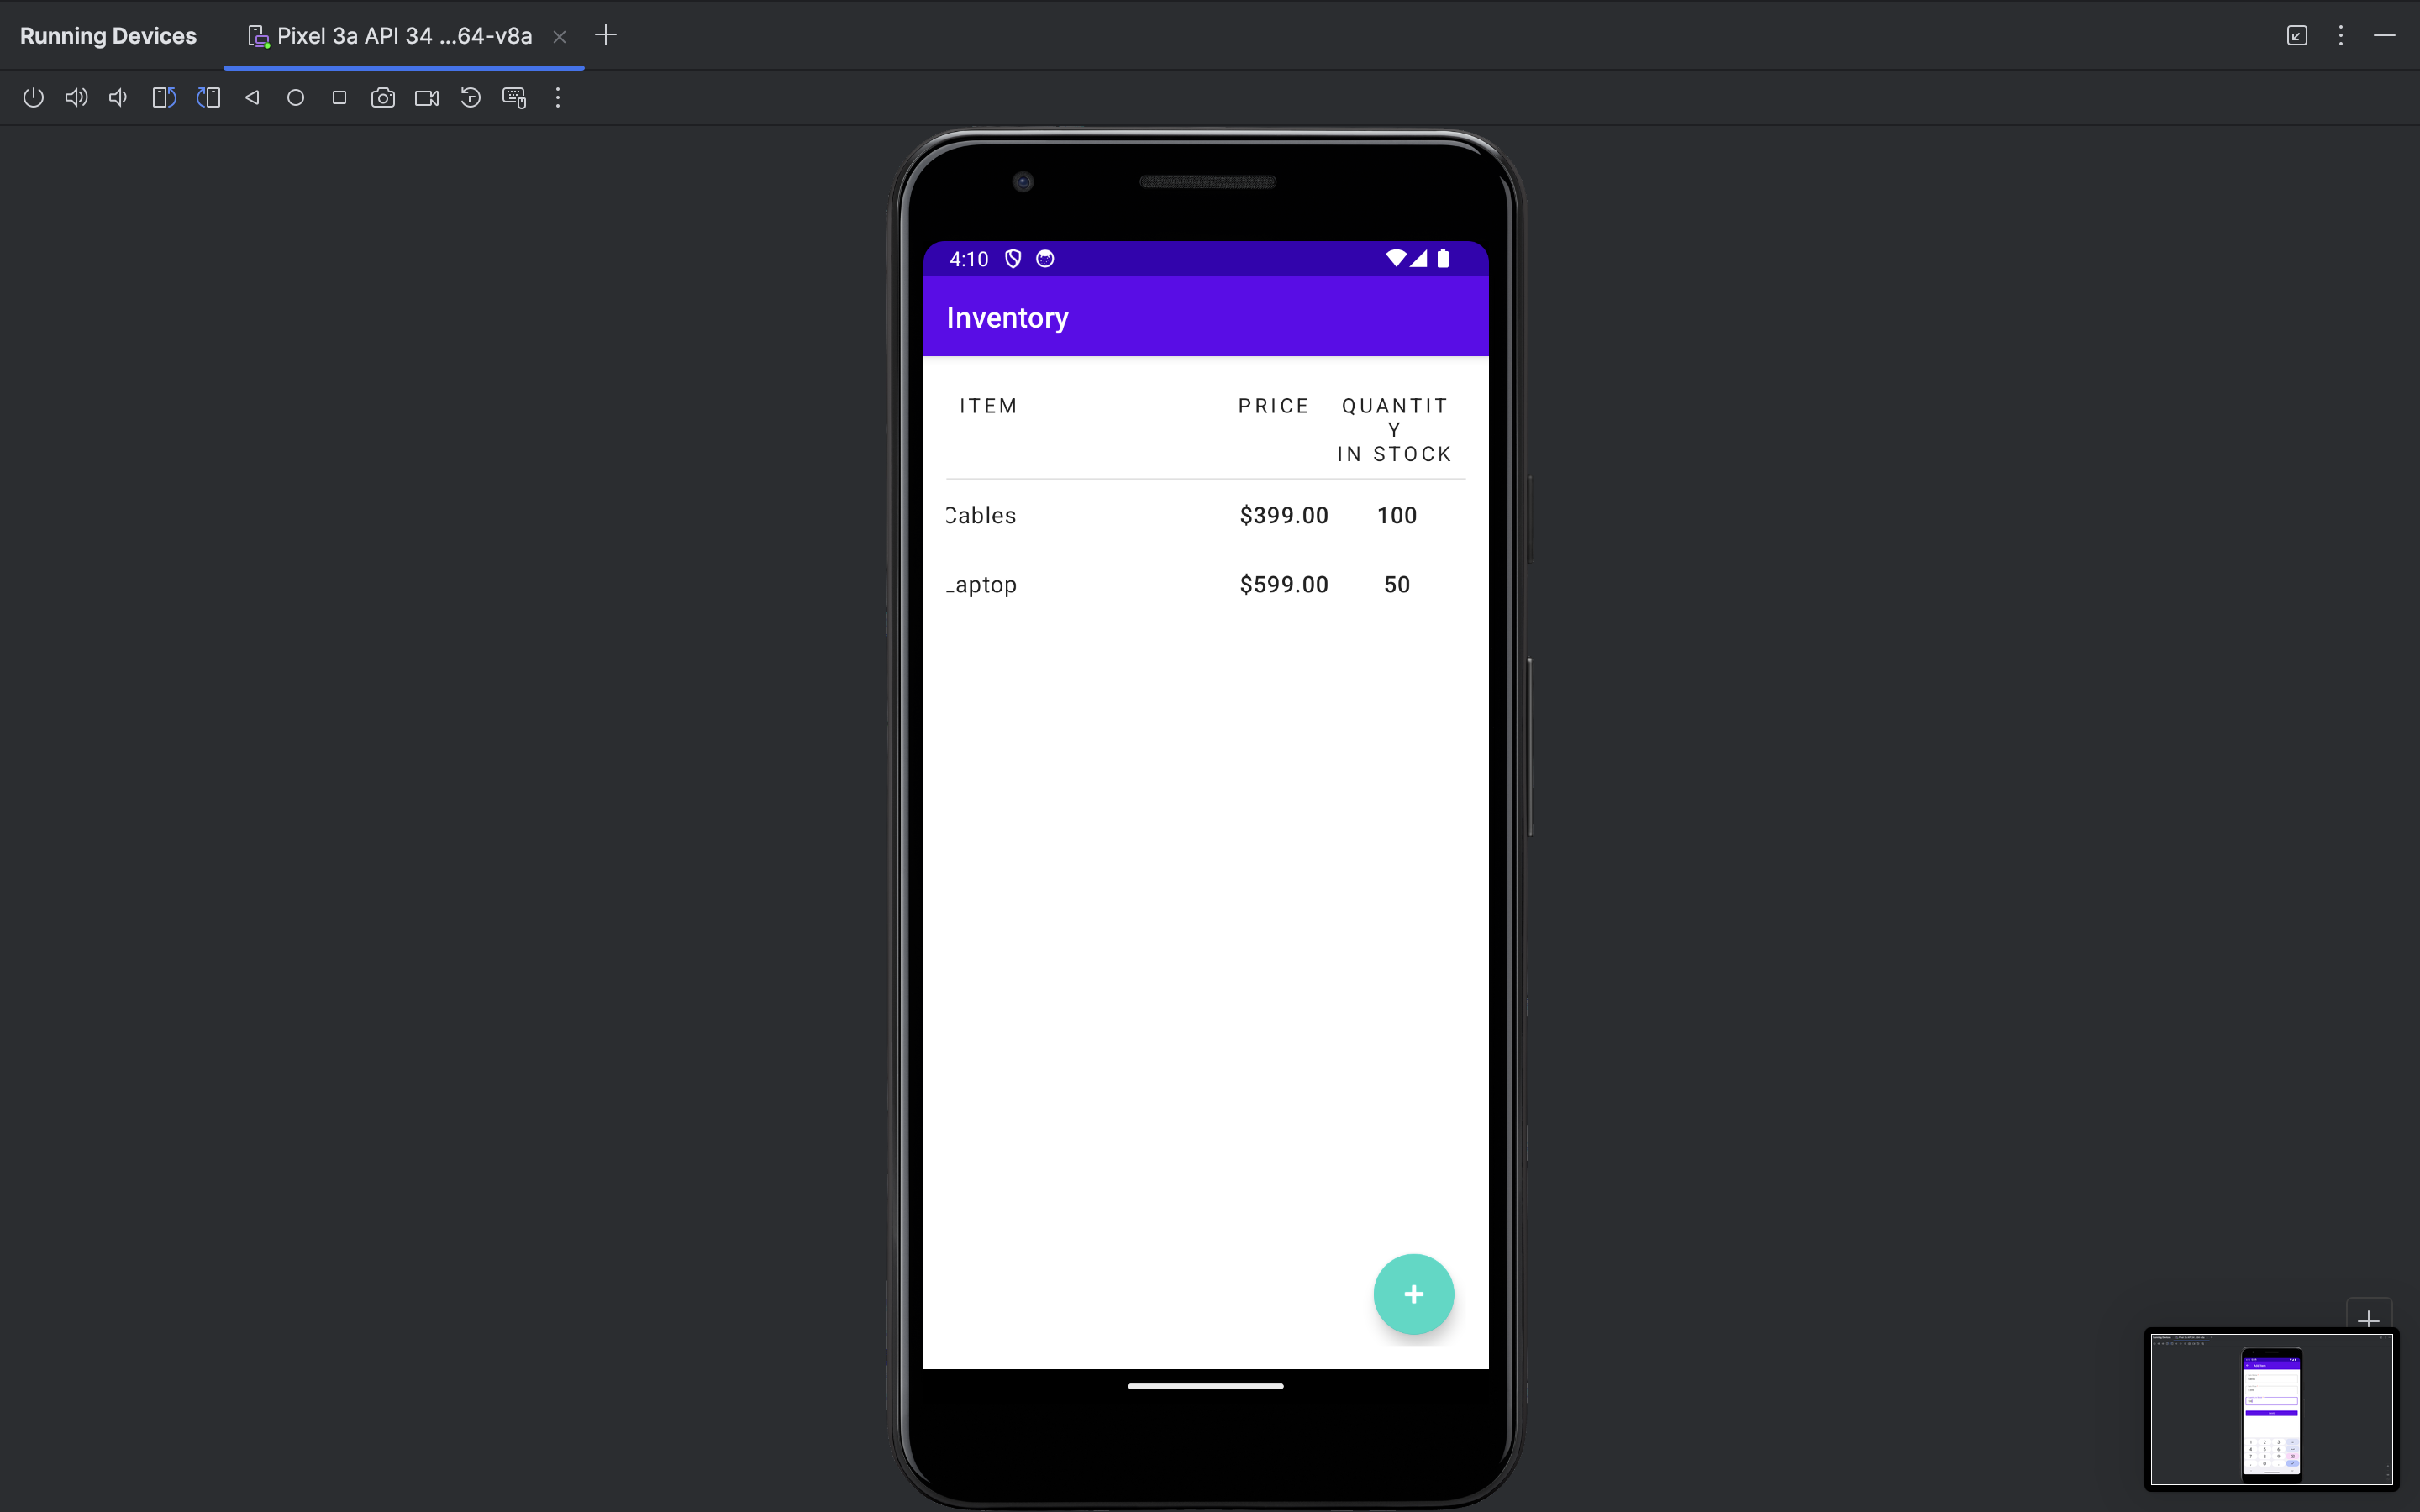 Running Devices Pixel 3a API 34 ...64-v8a
4:10
Inventory
ITEM PRICE QUANTIT
Y
IN STOCK
Cables $399.00 100
Laptop $599.00 50